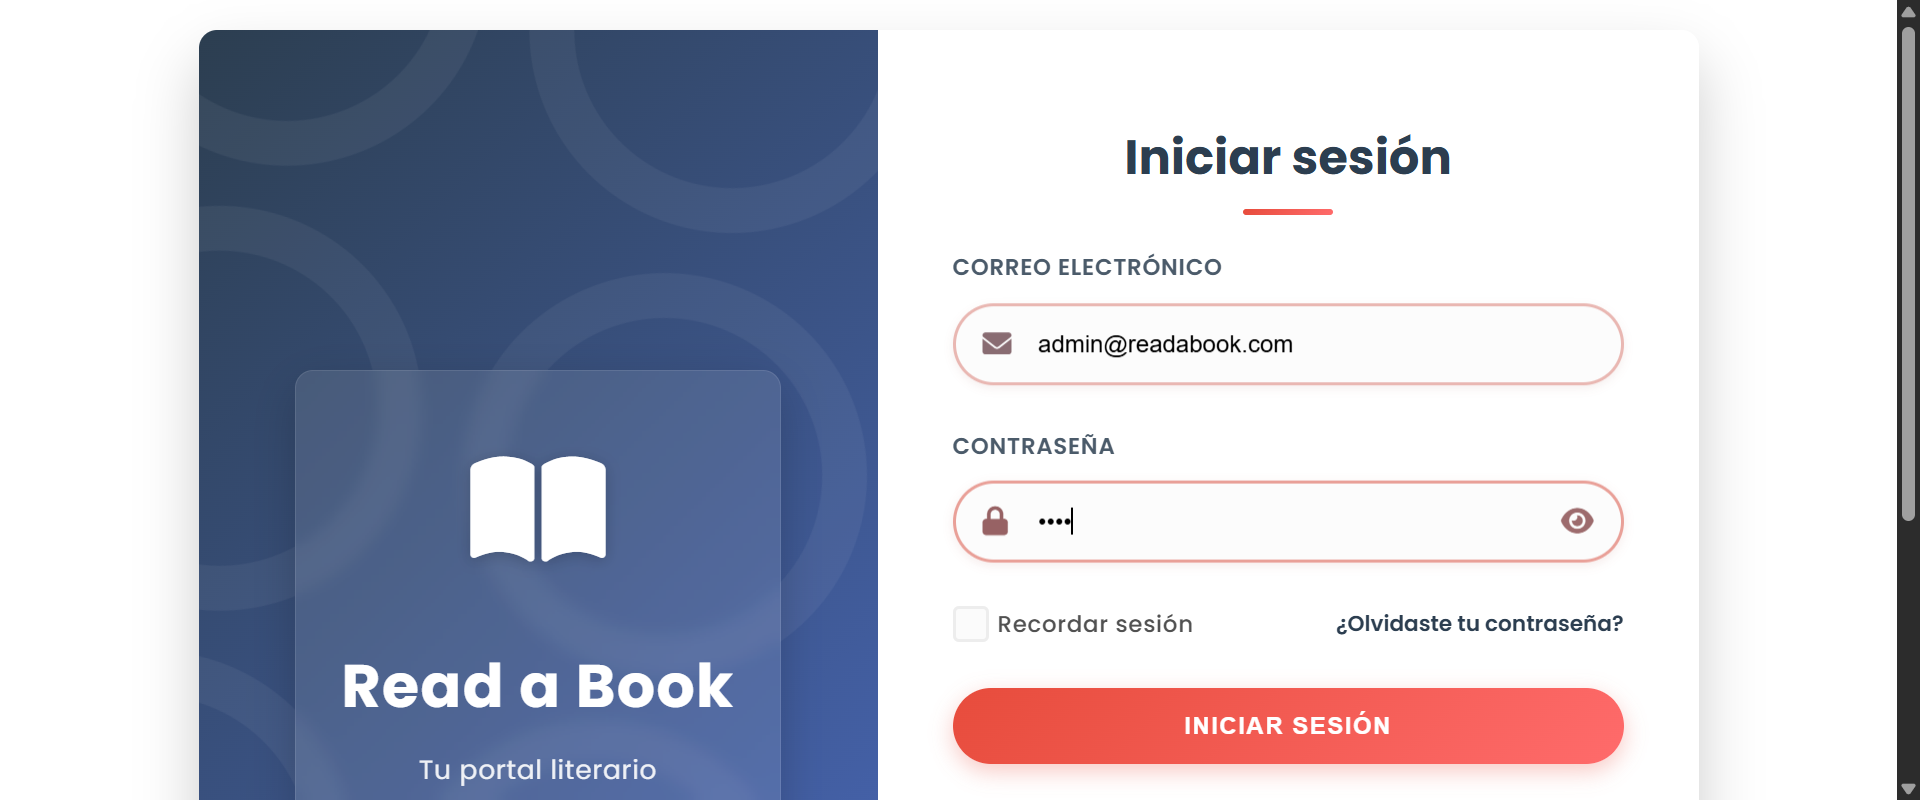 Read a Book
Tu portal literario
Iniciar sesión
CORREO ELECTRÓNICO
admin@readabook.com
CONTRASEÑA
••••
Recordar sesión
¿Olvidaste tu contraseña?
INICIAR SESIÓN